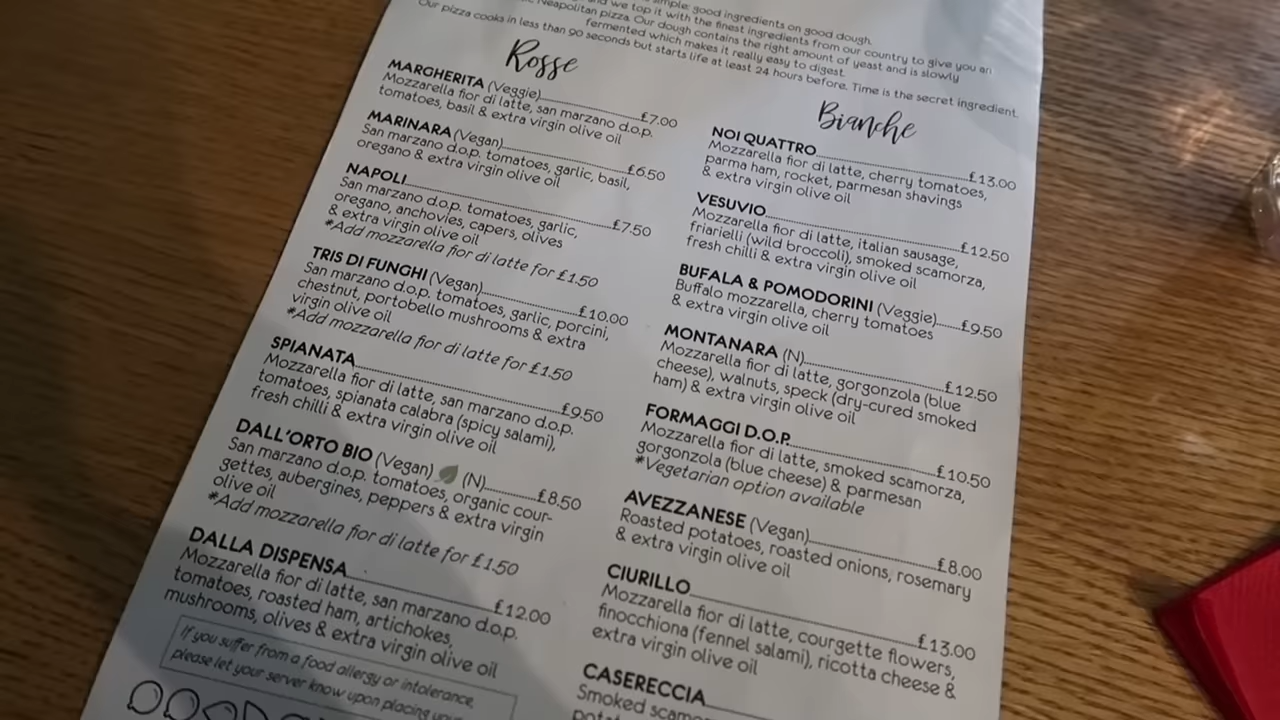 simple: good ingredients on good dough.
and we top it with the finest ingredients from our country to give you an
Neapolitan pizza. Our dough contains the right amount of yeast and is slowly
fermented which makes it really easy to digest.
Our pizza cooks in less than 90 seconds but starts life at least 24 hours before. Time is the secret ingredient.
Rosse
MARGHERITA (Veggie) £7.00
Mozzarella fior di latte, san marzano d.o.p.
tomatoes, basil & extra virgin olive oil
MARINARA (Vegan) £6.50
San marzano d.o.p. tomatoes, garlic, basil,
oregano & extra virgin olive oil
NAPOLI £7.50
San marzano d.o.p. tomatoes, garlic,
oregano, anchovies, capers, olives
& extra virgin olive oil
*Add mozzarella fior di latte for £1.50
TRIS DI FUNGHI (Vegan) £10.00
San marzano d.o.p. tomatoes, garlic, porcini,
chestnut, portobello mushrooms & extra
virgin olive oil
*Add mozzarella fior di latte for £1.50
SPIANATA £9.50
Mozzarella fior di latte, san marzano d.o.p.
tomatoes, spianata calabra (spicy salami),
fresh chilli & extra virgin olive oil
DALL'ORTO BIO (Vegan) (N) £8.50
San marzano d.o.p. tomatoes, organic cour-
gettes, aubergines, peppers & extra virgin
olive oil
*Add mozzarella fior di latte for £1.50
DALLA DISPENSA £12.00
Mozzarella fior di latte, san marzano d.o.p.
tomatoes, roasted ham, artichokes,
mushrooms, olives & extra virgin olive oil
If you suffer from a food allergy or intolerance,
please let your server know upon placing your
Bianche
NOI QUATTRO £13.00
Mozzarella fior di latte, cherry tomatoes,
parma ham, rocket, parmesan shavings
& extra virgin olive oil
VESUVIO £12.50
Mozzarella fior di latte, italian sausage,
friarielli (wild broccoli), smoked scamorza,
fresh chilli & extra virgin olive oil
BUFALA & POMODORINI (Veggie) £9.50
Buffalo mozzarella, cherry tomatoes
& extra virgin olive oil
MONTANARA (N) £12.50
Mozzarella fior di latte, gorgonzola (blue
cheese), walnuts, speck (dry-cured smoked
ham) & extra virgin olive oil
FORMAGGI D.O.P. £10.50
Mozzarella fior di latte, smoked scamorza,
gorgonzola (blue cheese) & parmesan
*Vegetarian option available
AVEZZANESE (Vegan) £8.00
Roasted potatoes, roasted onions, rosemary
& extra virgin olive oil
CIURILLO £13.00
Mozzarella fior di latte, courgette flowers,
finocchiona (fennel salami), ricotta cheese &
extra virgin olive oil
CASERECCIA
Smoked